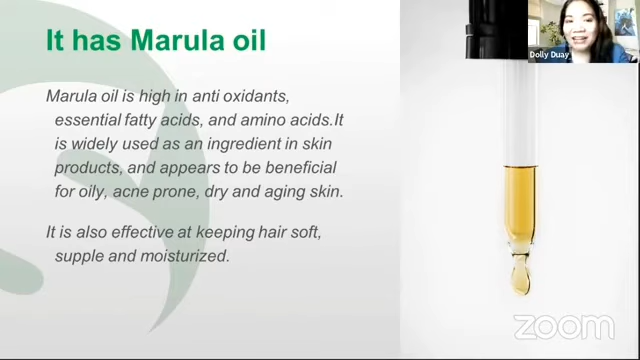 It has Marula oil
Dolly Duay
Marula oil is high in anti oxidants,
essential fatty acids, and amino acids.It
is widely used as an ingredient in skin
products, and appears to be beneficial
for oily, acne prone, dry and aging skin.
It is also effective at keeping hair soft,
supple and moisturized.
zoom